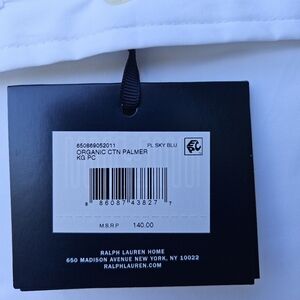 650869052011 PL SKY BLU
ORGANIC CTN PALMER
KG PC
8 86087 43827 7
M.S.R.P 140.00
RALPH LAUREN HOME
650 MADISON AVENUE NEW YORK, NY 10022
RALPHLAUREN.COM